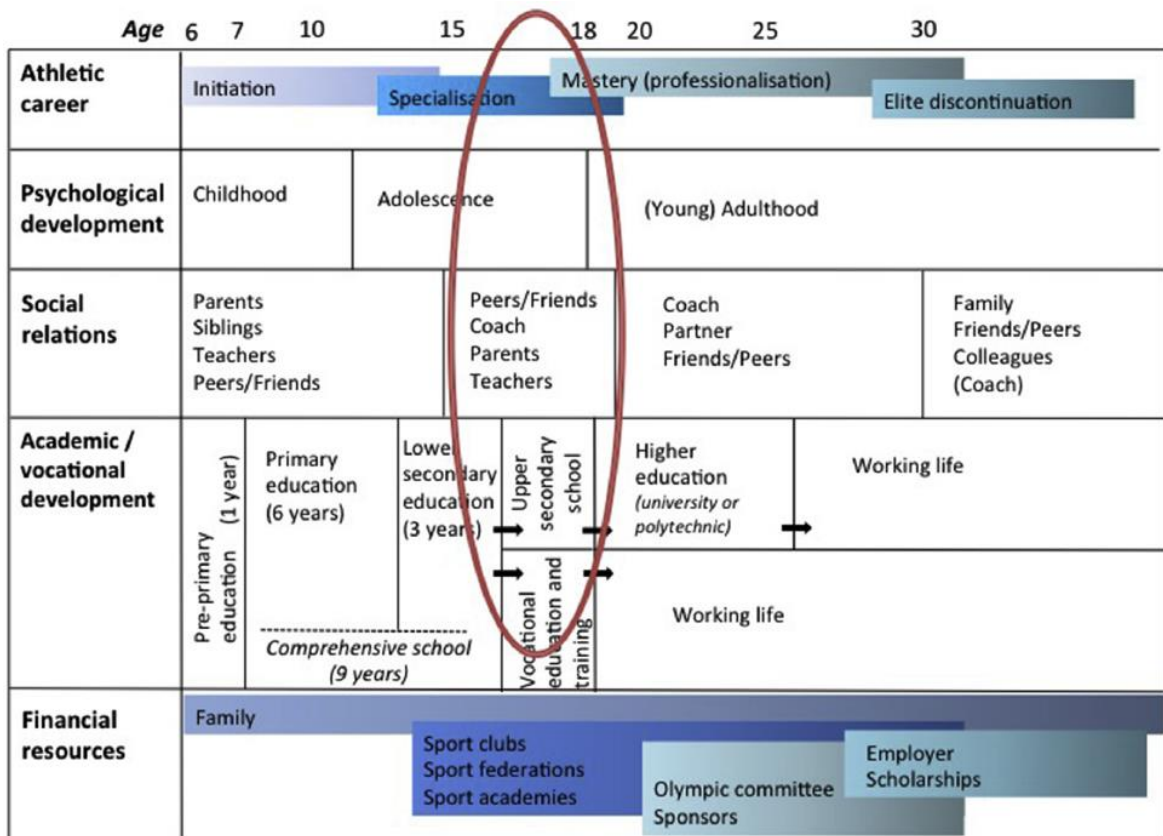 Age 6 7 10 15 18 20 25 30
Athletic
career
Initiation
Specialisation
Mastery (professionalisation)
Elite discontinuation
Psychological
development
Childhood
Adolescence
(Young) Adulthood
Social
relations
Parents
Siblings
Teachers
Peers/Friends
Peers/Friends
Coach
Parents
Teachers
Coach
Partner
Friends/Peers
Family
Friends/Peers
Colleagues
(Coach)
Academic /
vocational
development
Pre-primary
education (1 year)
Primary
education
(6 years)
Lower
secondary
education
(3 years)
Comprehensive school
(9 years)
Upper
secondary
school
Vocational
education and
training
Higher
education
(university or
polytechnic)
Working life
Working life
Financial
resources
Family
Sport clubs
Sport federations
Sport academies
Olympic committee
Sponsors
Employer
Scholarships